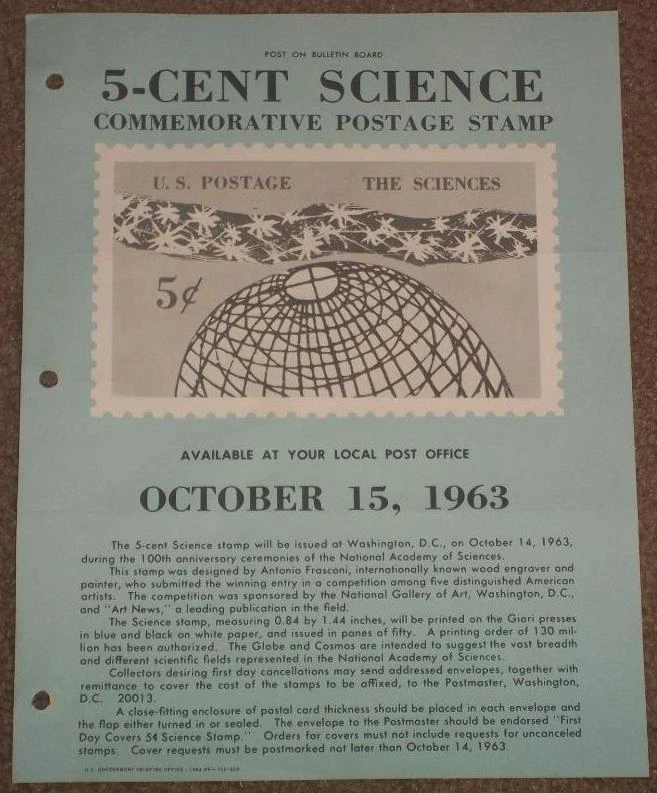 POST ON BULLETIN BOARD
5-CENT SCIENCE
COMMEMORATIVE POSTAGE STAMP
U. S. POSTAGE THE SCIENCES
5¢
AVAILABLE AT YOUR LOCAL POST OFFICE
OCTOBER 15, 1963
The 5-cent Science stamp will be issued at Washington, D.C., on October 14, 1963,
during the 100th anniversary ceremonies of the National Academy of Sciences.
This stamp was designed by Antonio Frasconi, internationally known wood engraver and
painter, who submitted the winning entry in a competition among five distinguished American
artists. The competition was sponsored by the National Gallery of Art, Washington, D.C.,
and "Art News," a leading publication in the field.
The Science stamp, measuring 0.84 by 1.44 inches, will be printed on the Giori presses
in blue and black on white paper, and issued in panes of fifty. A printing order of 130 mil-
lion has been authorized. The Globe and Cosmos are intended to suggest the vast breadth
and different scientific fields represented in the National Academy of Sciences.
Collectors desiring first day cancellations may send addressed envelopes, together with
remittance to cover the cost of the stamps to be affixed, to the Postmaster, Washington,
D.C. 20013.
A close-fitting enclosure of postal card thickness should be placed in each envelope and
the flap either turned in or sealed. The envelope to the Postmaster should be endorsed "First
Day Covers 5¢ Science Stamp." Orders for covers must not include requests for uncanceled
stamps. Cover requests must be postmarked not later than October 14, 1963.
U.S. GOVERNMENT PRINTING OFFICE : 1963 OF—